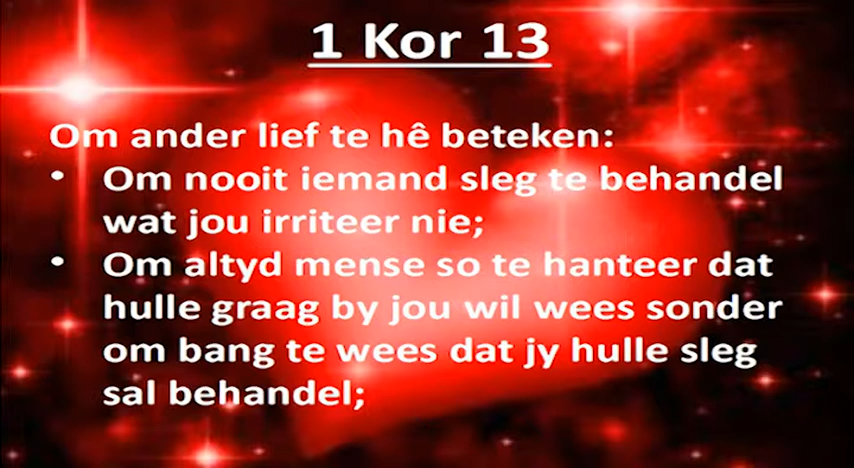 1 Kor 13
Om ander lief te hê beteken:
• Om nooit iemand sleg te behandel
wat jou irriteer nie;
• Om altyd mense so te hanteer dat
hulle graag by jou wil wees sonder
om bang te wees dat jy hulle sleg
sal behandel;